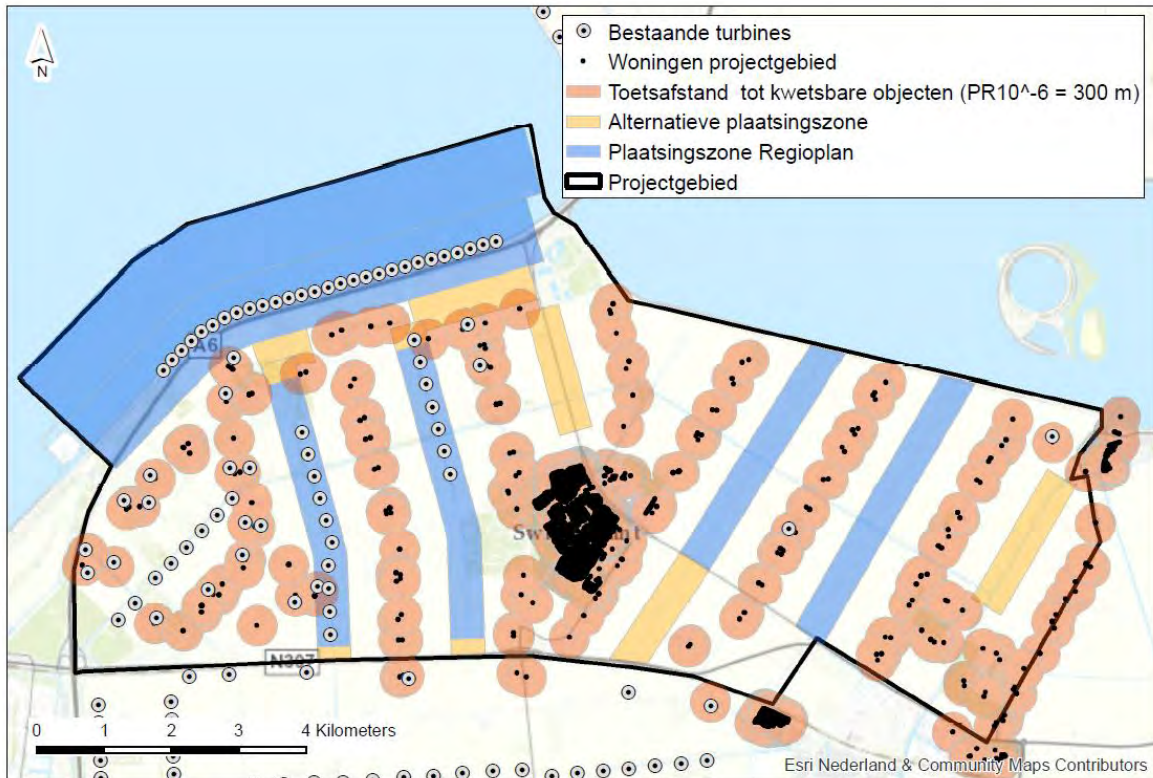 N
Bestaande turbines
Woningen projectgebied
Toetsafstand tot kwetsbare objecten (PR10^-6 = 300 m)
Alternatieve plaatsingszone
Plaatsingszone Regioplan
Projectgebied
A6
N307
0 1 2 3 4 Kilometers
Esri Nederland & Community Maps Contributors